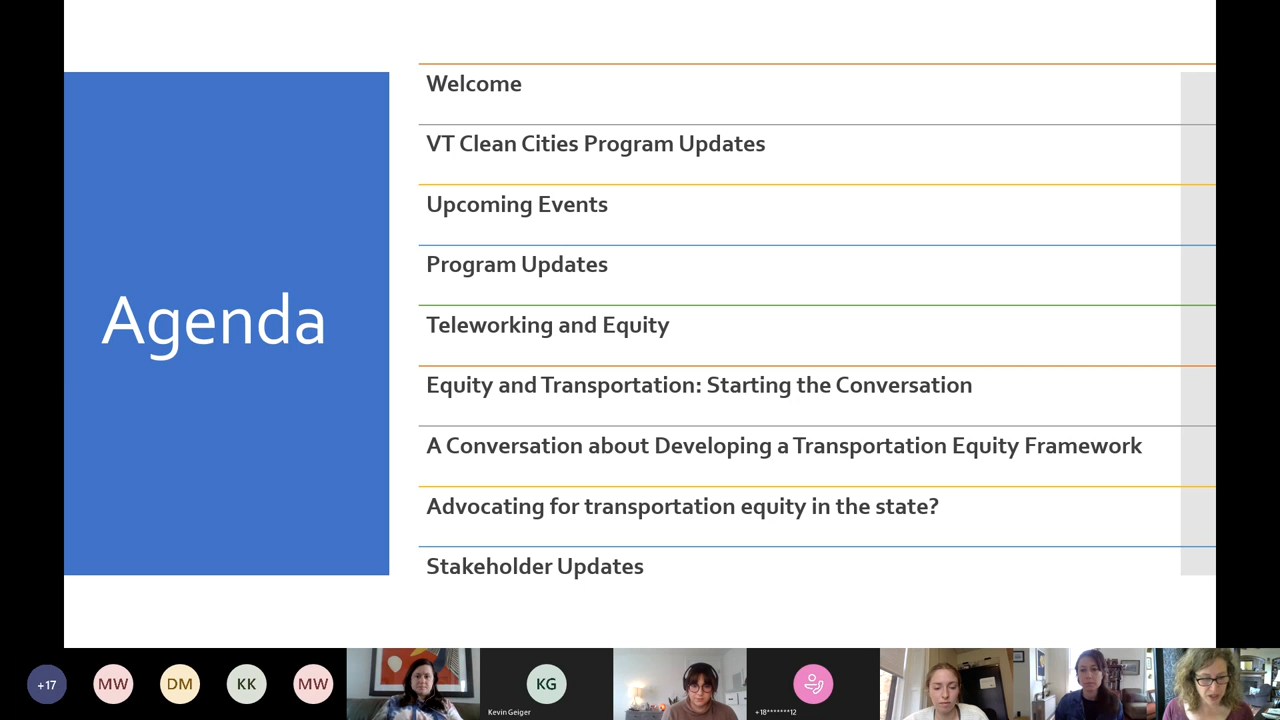 Agenda
Welcome
VT Clean Cities Program Updates
Upcoming Events
Program Updates
Teleworking and Equity
Equity and Transportation: Starting the Conversation
A Conversation about Developing a Transportation Equity Framework
Advocating for transportation equity in the state?
Stakeholder Updates
+17
MW
DM
KK
MW
KG
Kevin Geiger
+18*******12